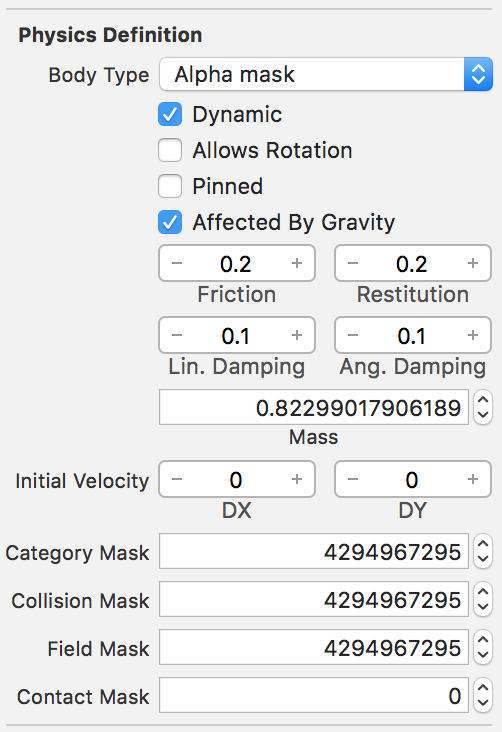 Physics Definition
Body Type Alpha mask
Dynamic
Allows Rotation
Pinned
Affected By Gravity
− 0.2 + − 0.2 +
Friction Restitution
− 0.1 + − 0.1 +
Lin. Damping Ang. Damping
0.82299017906189
Mass
Initial Velocity − 0 + − 0 +
DX DY
Category Mask 4294967295
Collision Mask 4294967295
Field Mask 4294967295
Contact Mask 0